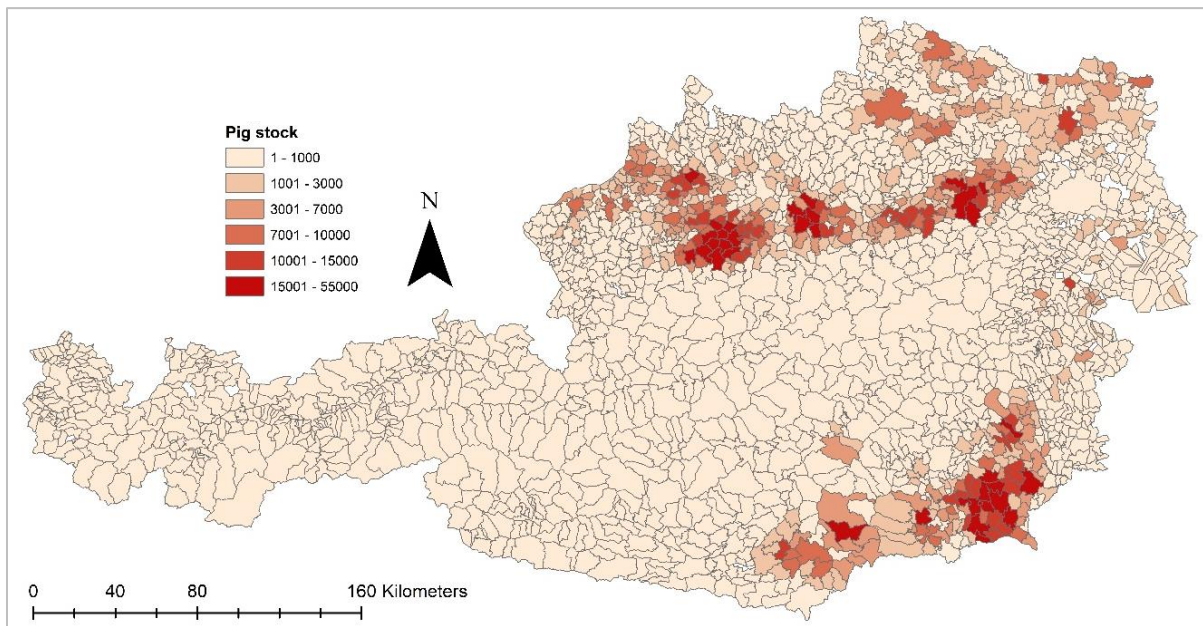 Pig stock
1 - 1000
1001 - 3000
3001 - 7000
7001 - 10000
10001 - 15000
15001 - 55000
N
0 40 80 160 Kilometers